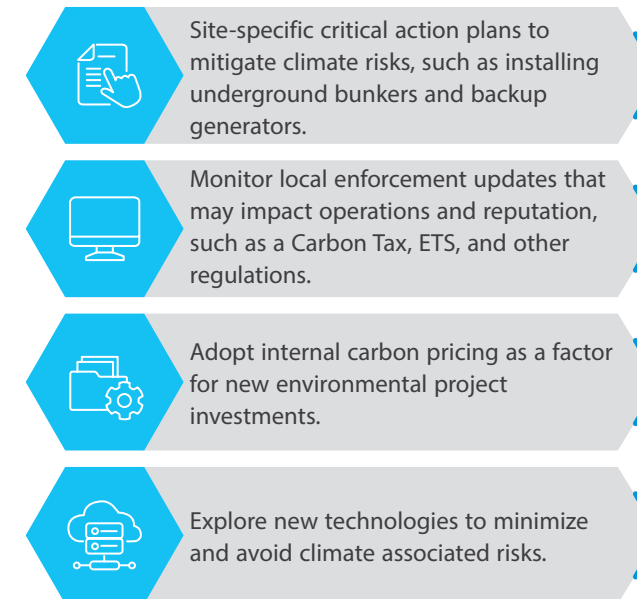 Site-specific critical action plans to
mitigate climate risks, such as installing
underground bunkers and backup
generators.
Monitor local enforcement updates that
may impact operations and reputation,
such as a Carbon Tax, ETS, and other
regulations.
Adopt internal carbon pricing as a factor
for new environmental project
investments.
Explore new technologies to minimize
and avoid climate associated risks.